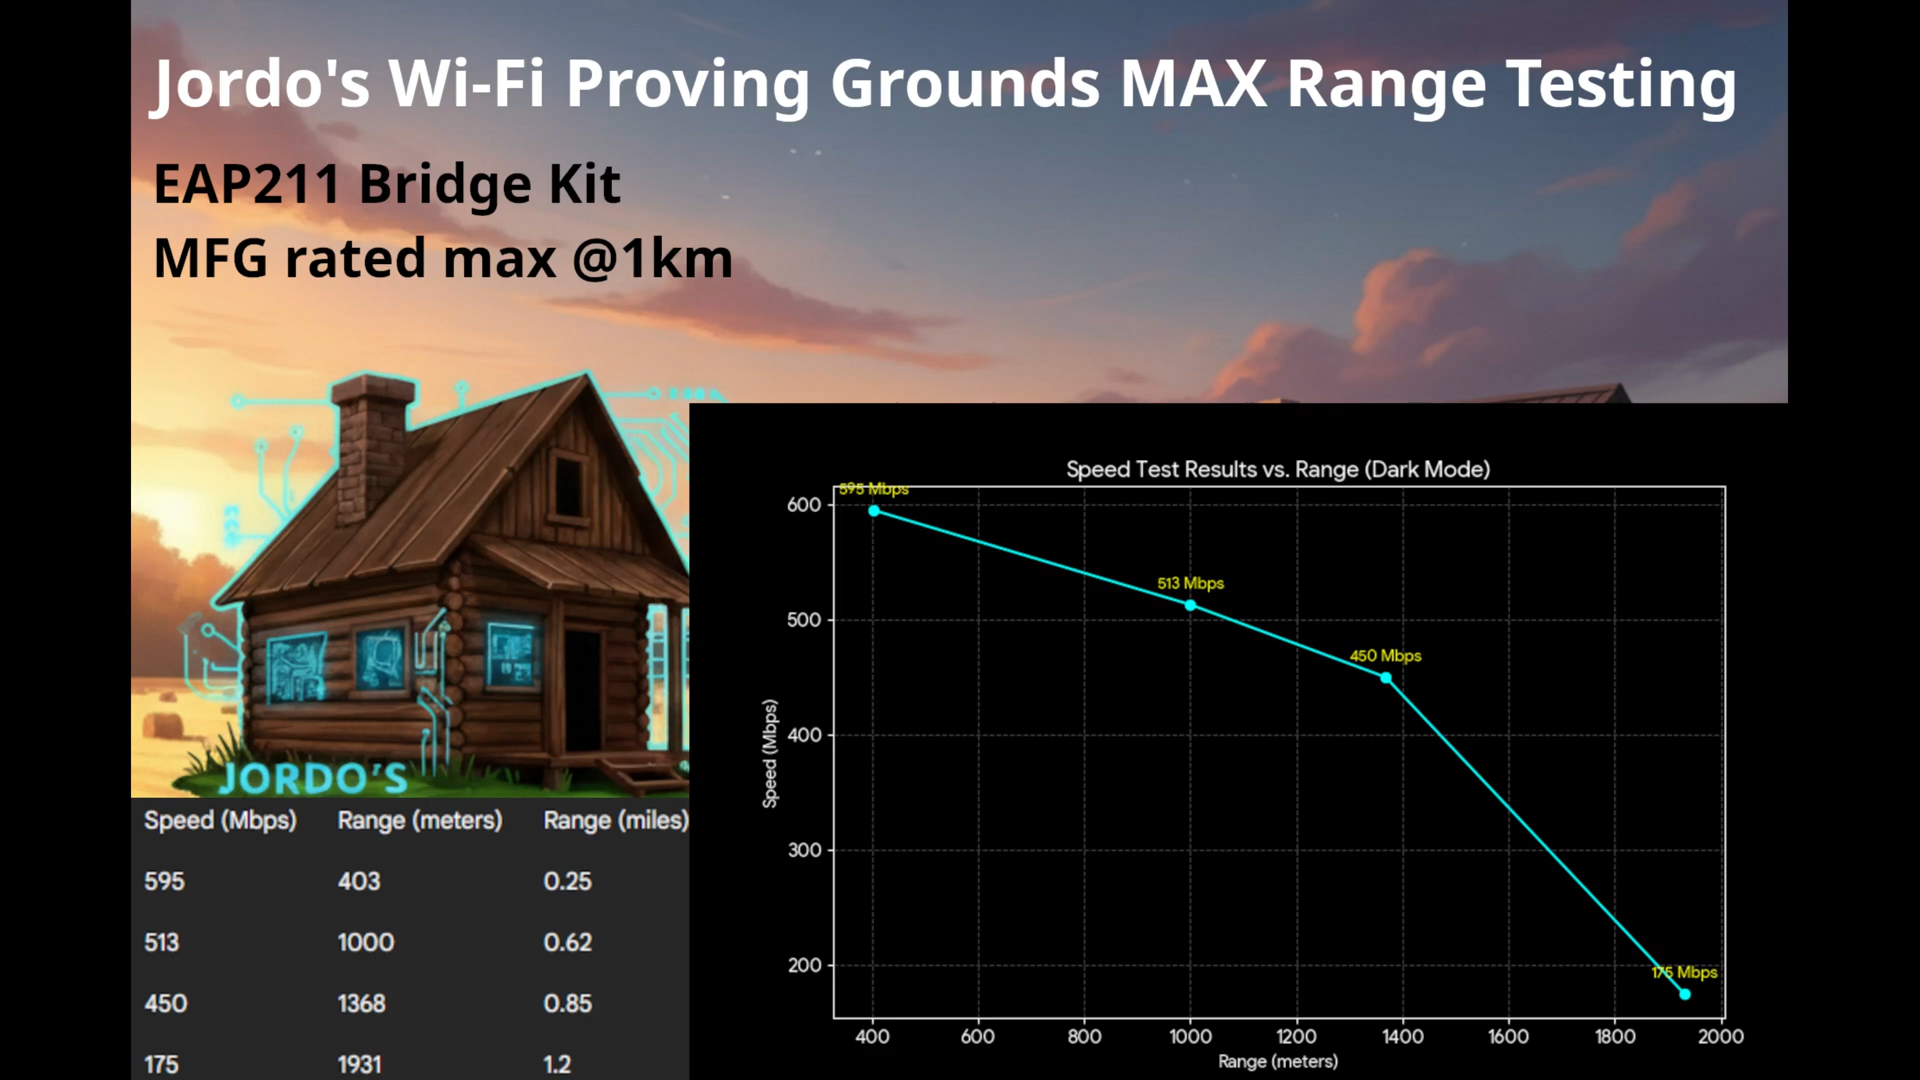 Jordo's Wi-Fi Proving Grounds MAX Range Testing
EAP211 Bridge Kit
MFG rated max @1km
JORDO'S
Speed (Mbps) Range (meters) Range (miles)
595 403 0.25
513 1000 0.62
450 1368 0.85
175 1931 1.2
Speed Test Results vs. Range (Dark Mode)
595 Mbps
513 Mbps
450 Mbps
175 Mbps
Speed (Mbps)
600
500
400
300
200
400 600 800 1000 1200 1400 1600 1800 2000
Range (meters)